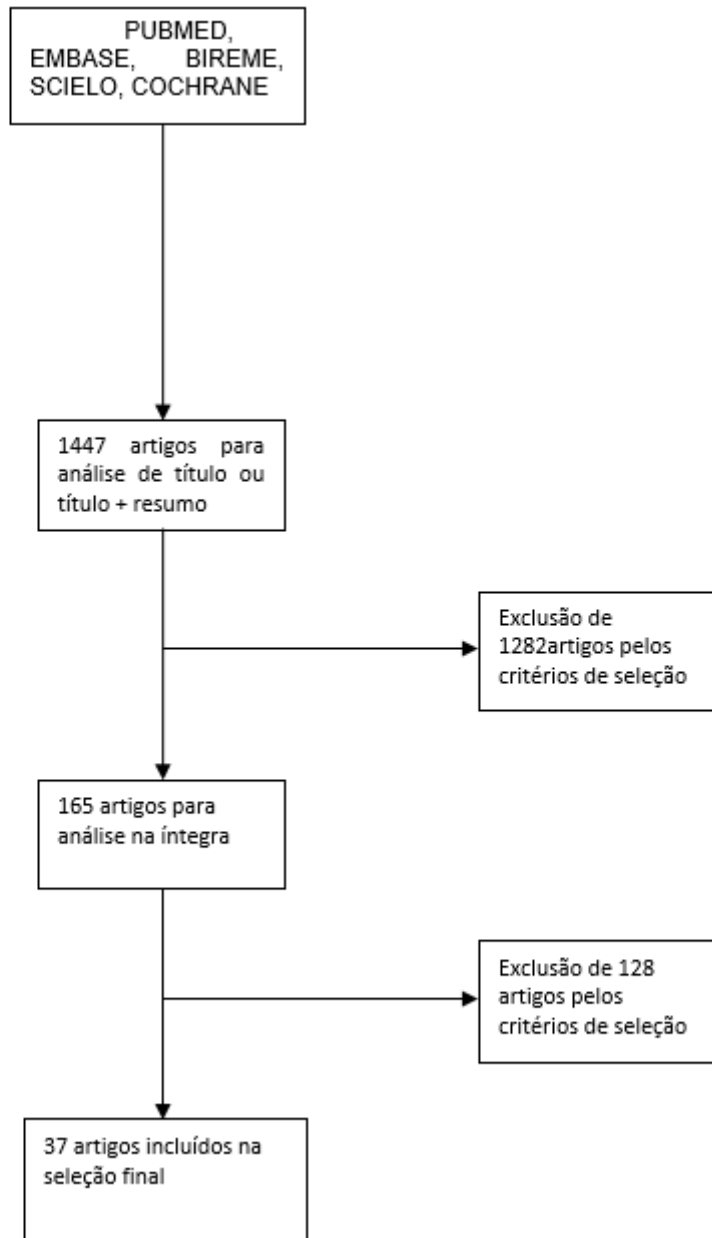 PUBMED,
EMBASE, BIREME,
SCIELO, COCHRANE
1447 artigos para
análise de título ou
título + resumo
Exclusão de
1282artigos pelos
critérios de seleção
165 artigos para
análise na íntegra
Exclusão de 128
artigos pelos
critérios de seleção
37 artigos incluídos na
seleção final